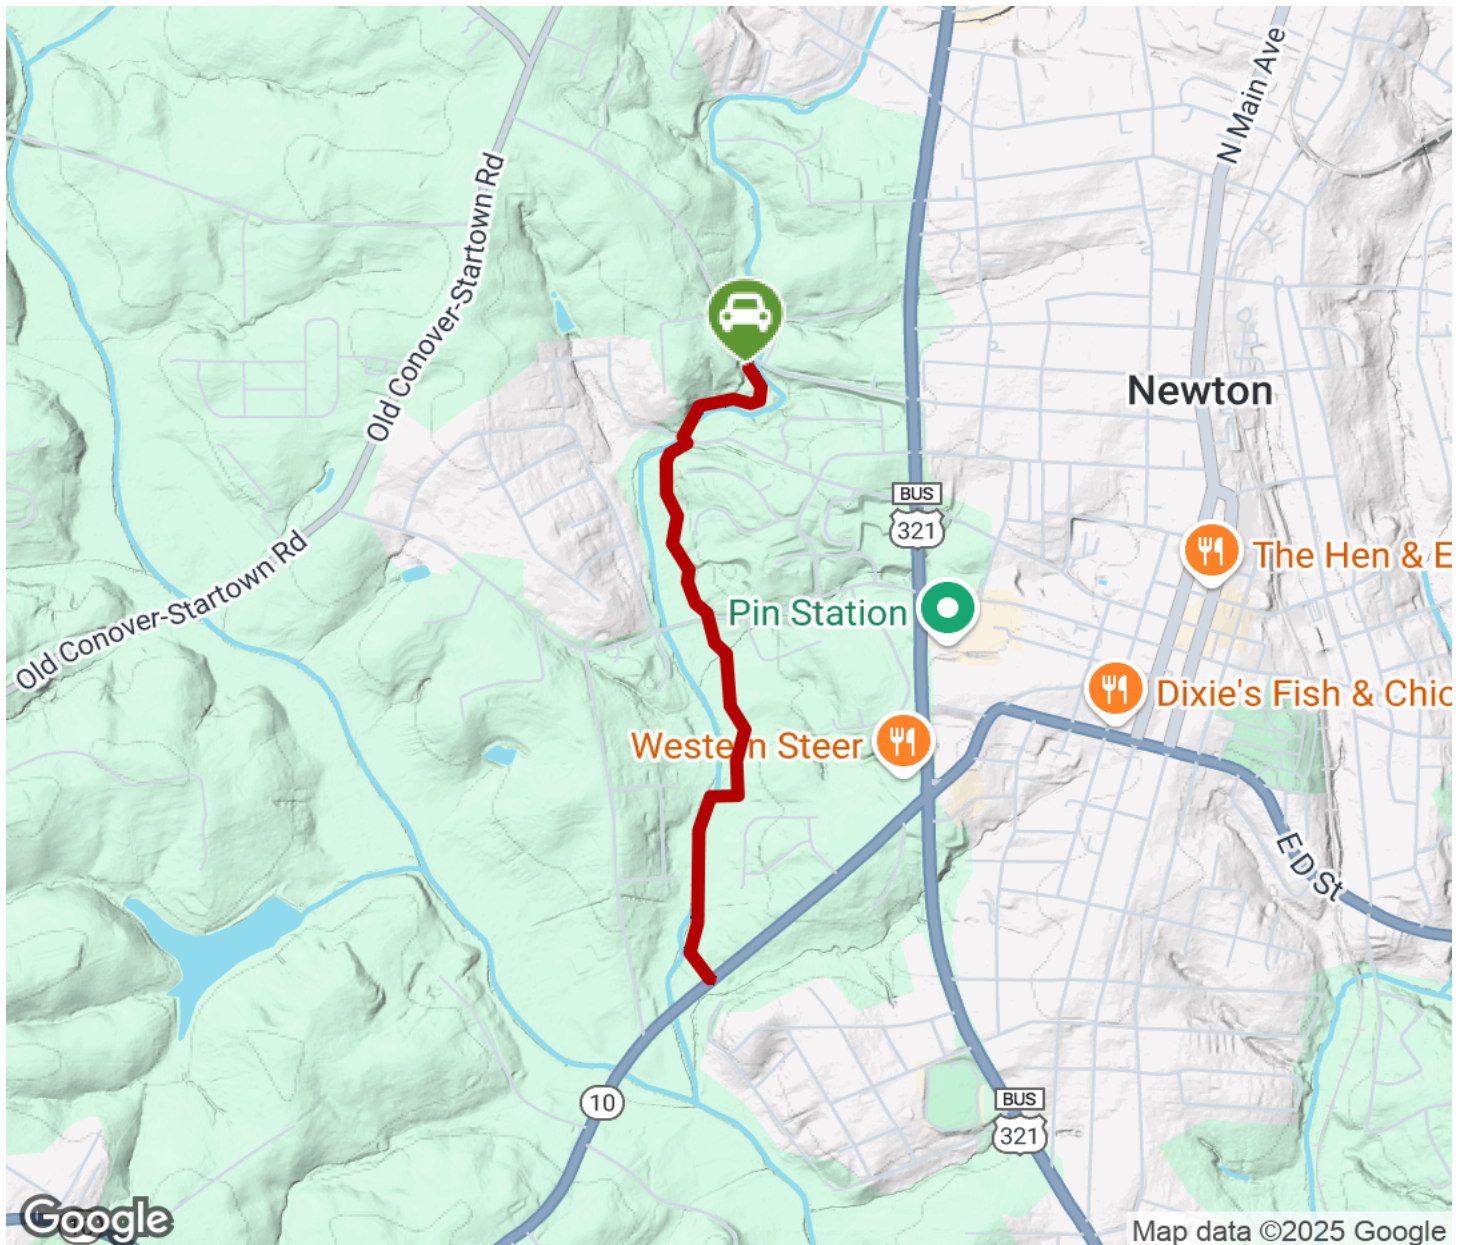 N Main Ave
Old Conover-Startown Rd
Newton
BUS
321
The Hen & E
Pin Station
Old Conover-Startown Rd
Dixie's Fish & Chic
Western Steer
E D St
10
BUS
321
Google
Map data ©2025 Google